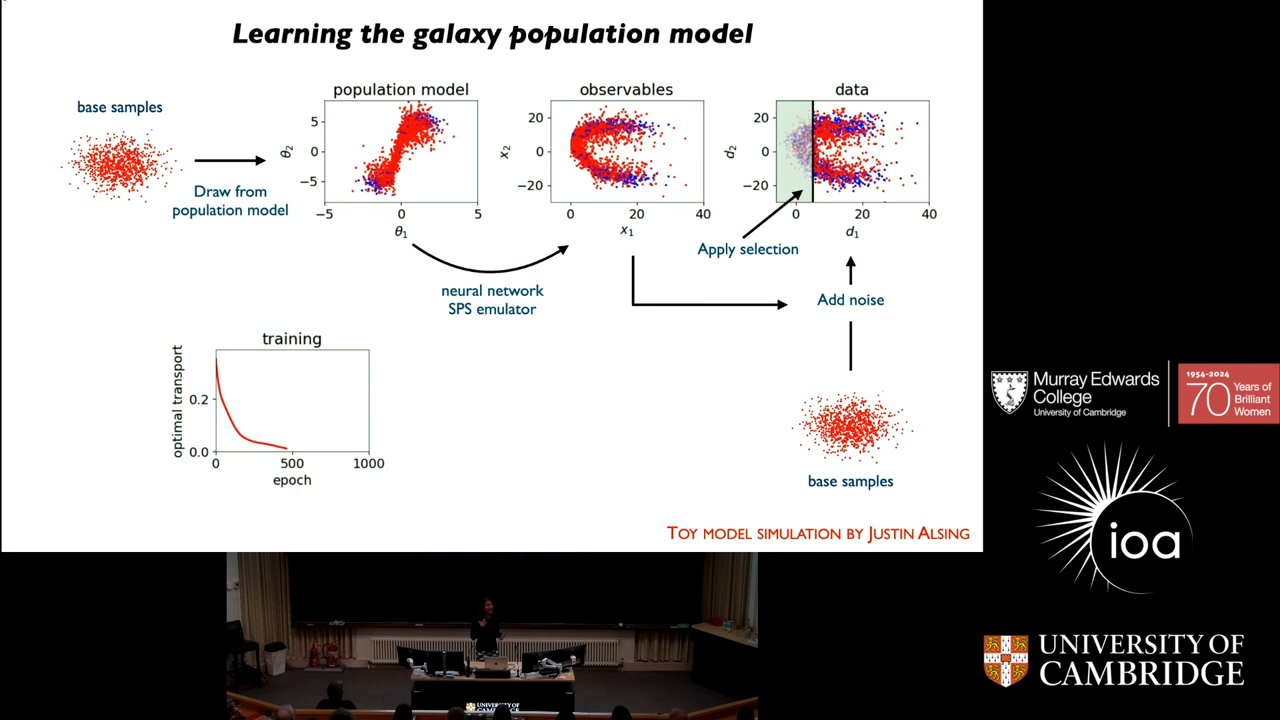 Learning the galaxy population model
base samples
Draw from
population model
population model
θ2
5
0
−5
−5
0
5
θ1
neural network
SPS emulator
observables
x2
20
0
−20
0
20
40
x1
data
d2
20
0
−20
0
20
40
d1
Apply selection
Add noise
base samples
training
optimal transport
0.2
0.0
0
500
1000
epoch
TOY MODEL SIMULATION BY JUSTIN ALSING
Murray Edwards
College
University of Cambridge
1954-2024
70
Years of
Brilliant
Women
ioa
UNIVERSITY OF
CAMBRIDGE
UNIVERSITY OF
CAMBRIDGE